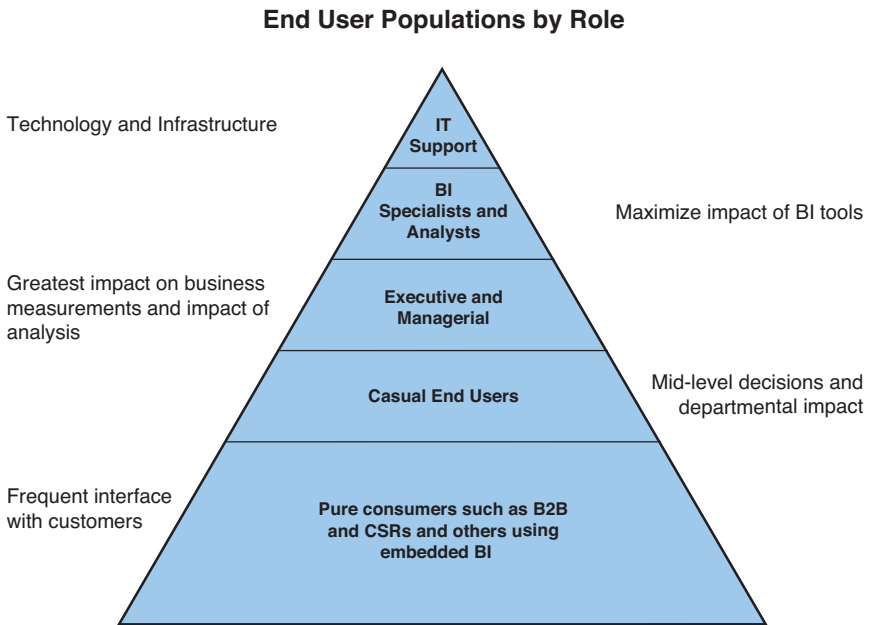 End User Populations by Role
Technology and Infrastructure
IT
Support
BI
Specialists and
Analysts
Maximize impact of BI tools
Greatest impact on business
measurements and impact of
analysis
Executive and
Managerial
Casual End Users
Mid-level decisions and
departmental impact
Frequent interface
with customers
Pure consumers such as B2B
and CSRs and others using
embedded BI